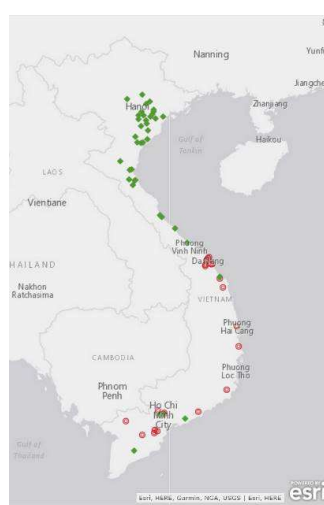 Nanning
Yunf
Jiangche
Hanoi
Zhanjiang
Haikou
Gulf of
Tonkin
LAOS
Vientiane
Phuong
Vinh Ninh
Da Nang
HAILAND
Nakhon
Ratchasima
VIETNAM
Phuong
Hai Cang
CAMBODIA
Phuong
Loc Tho
Phnom
Penh
Ho Chi
Minh
City
Gulf of
Thailand
POWERED BY
esri
Esri, HERE, Garmin, NGA, USGS | Esri, HERE